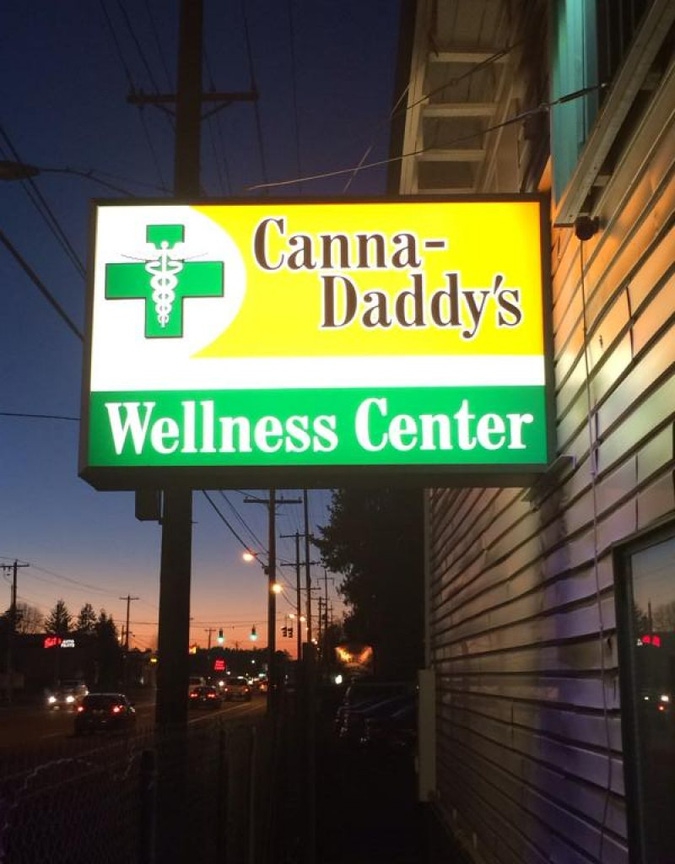 Canna-
Daddy's
Wellness Center